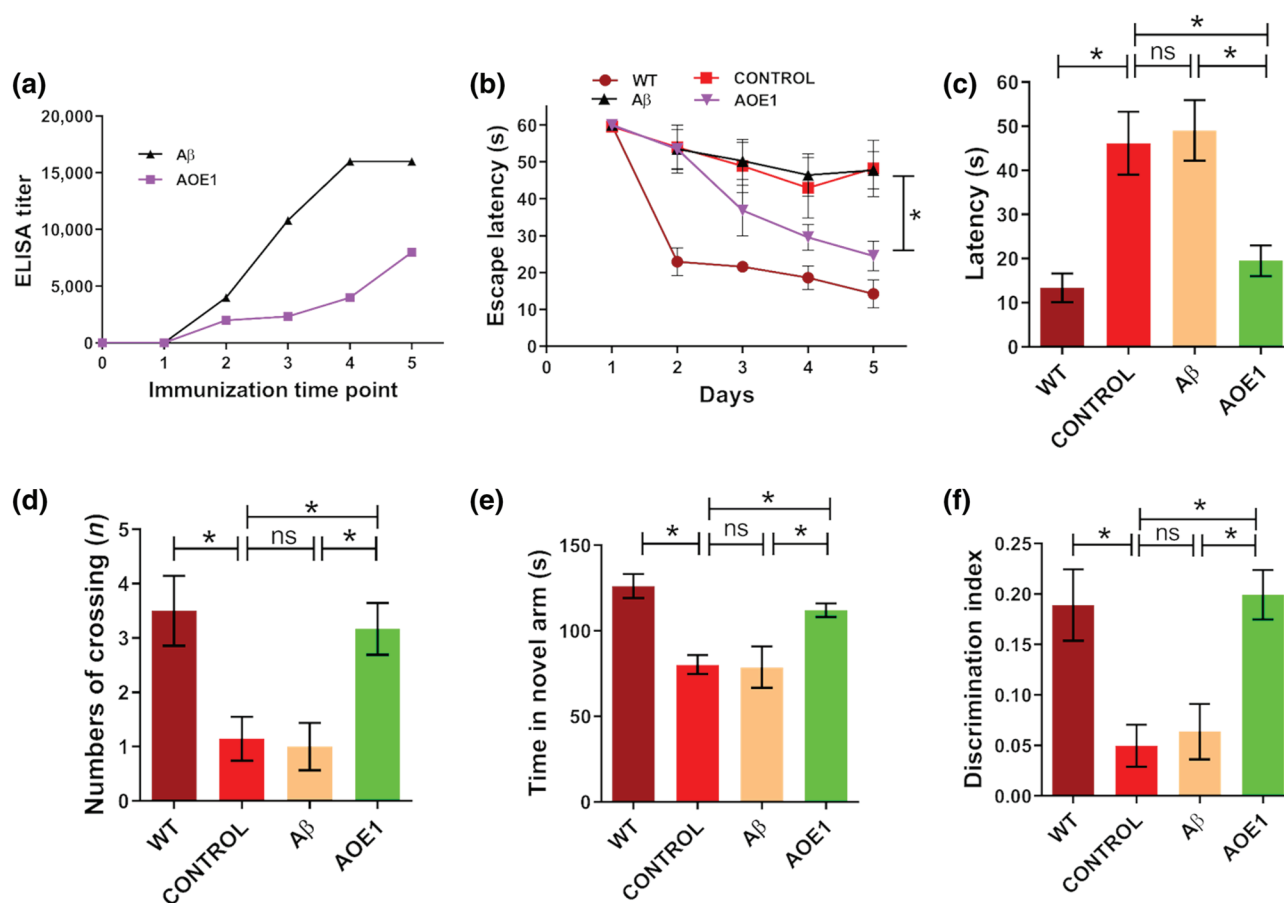 (a)
ELISA titer
20,000
15,000
10,000
5,000
0
Aβ
AOE1
0 1 2 3 4 5
Immunization time point
(b)
WT CONTROL
Aβ AOE1
Escape latency (s)
60
50
40
30
20
10
0
*
0 1 2 3 4 5
Days
(c)
*
* ns *
Latency (s)
60
50
40
30
20
10
0
WT CONTROL Aβ AOE1
(d)
*
* ns *
Numbers of crossing (n)
5
4
3
2
1
0
WT CONTROL Aβ AOE1
(e)
*
* ns *
Time in novel arm (s)
150
100
50
0
WT CONTROL Aβ AOE1
(f)
*
* ns *
Discrimination index
0.25
0.20
0.15
0.10
0.05
0.00
WT CONTROL Aβ AOE1